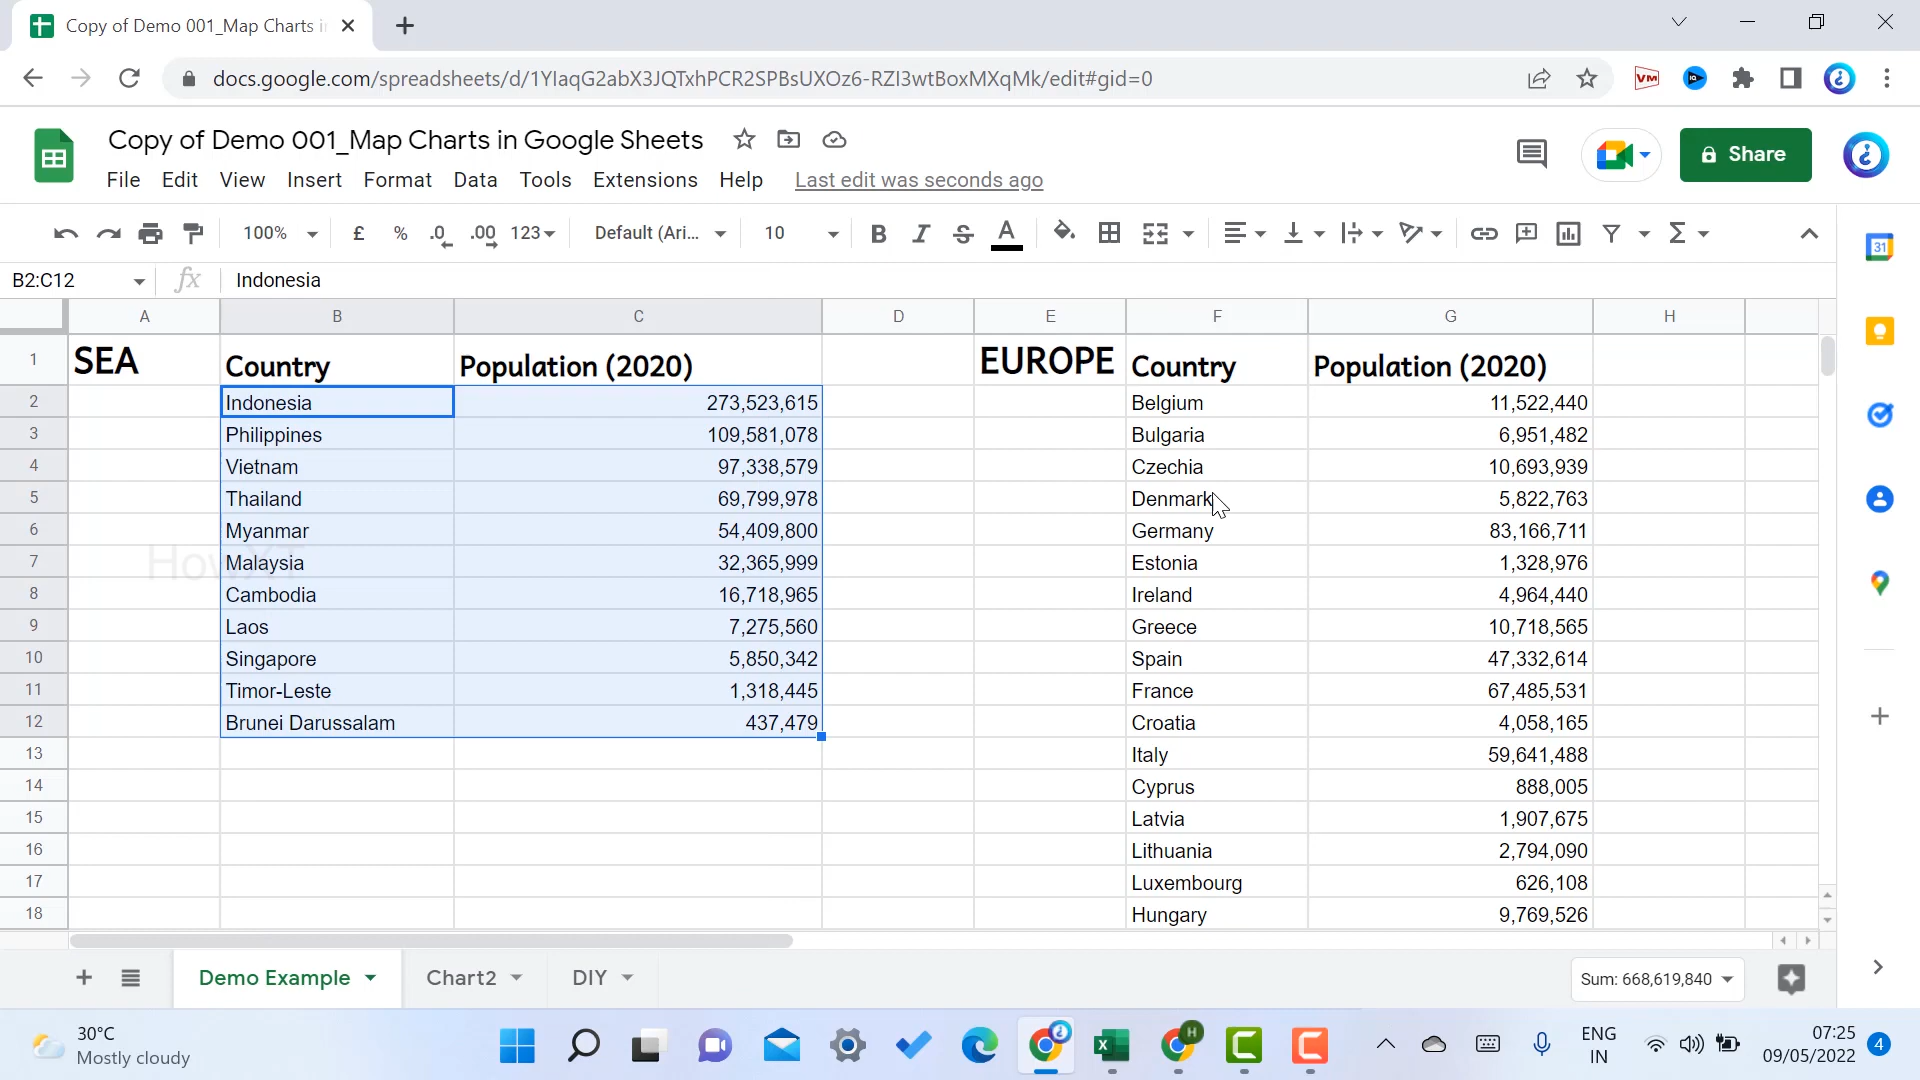 Copy of Demo 001_Map Charts in
docs.google.com/spreadsheets/d/1YIaqG2abX3JQTxhPCR2SPBsUXOz6-RZI3wtBoxMXqMk/edit#gid=0
VM
Copy of Demo 001_Map Charts in Google Sheets
Share
File Edit View Insert Format Data Tools Extensions Help Last edit was seconds ago
100% £ % .0 .00 123 Default (Ari... 10 B I S A
31
B2:C12 fx Indonesia
A B C D E F G H
1 SEA Country Population (2020) EUROPE Country Population (2020)
2 Indonesia 273,523,615 Belgium 11,522,440
3 Philippines 109,581,078 Bulgaria 6,951,482
4 Vietnam 97,338,579 Czechia 10,693,939
5 Thailand 69,799,978 Denmark 5,822,763
6 Myanmar 54,409,800 Germany 83,166,711
7 Malaysia 32,365,999 Estonia 1,328,976
HowXT
8 Cambodia 16,718,965 Ireland 4,964,440
9 Laos 7,275,560 Greece 10,718,565
10 Singapore 5,850,342 Spain 47,332,614
11 Timor-Leste 1,318,445 France 67,485,531
12 Brunei Darussalam 437,479 Croatia 4,058,165
13 Italy 59,641,488
14 Cyprus 888,005
15 Latvia 1,907,675
16 Lithuania 2,794,090
17 Luxembourg 626,108
18 Hungary 9,769,526
Demo Example Chart2 DIY Sum: 668,619,840
30°C
Mostly cloudy
H
ENG
IN
07:25
09/05/2022
4